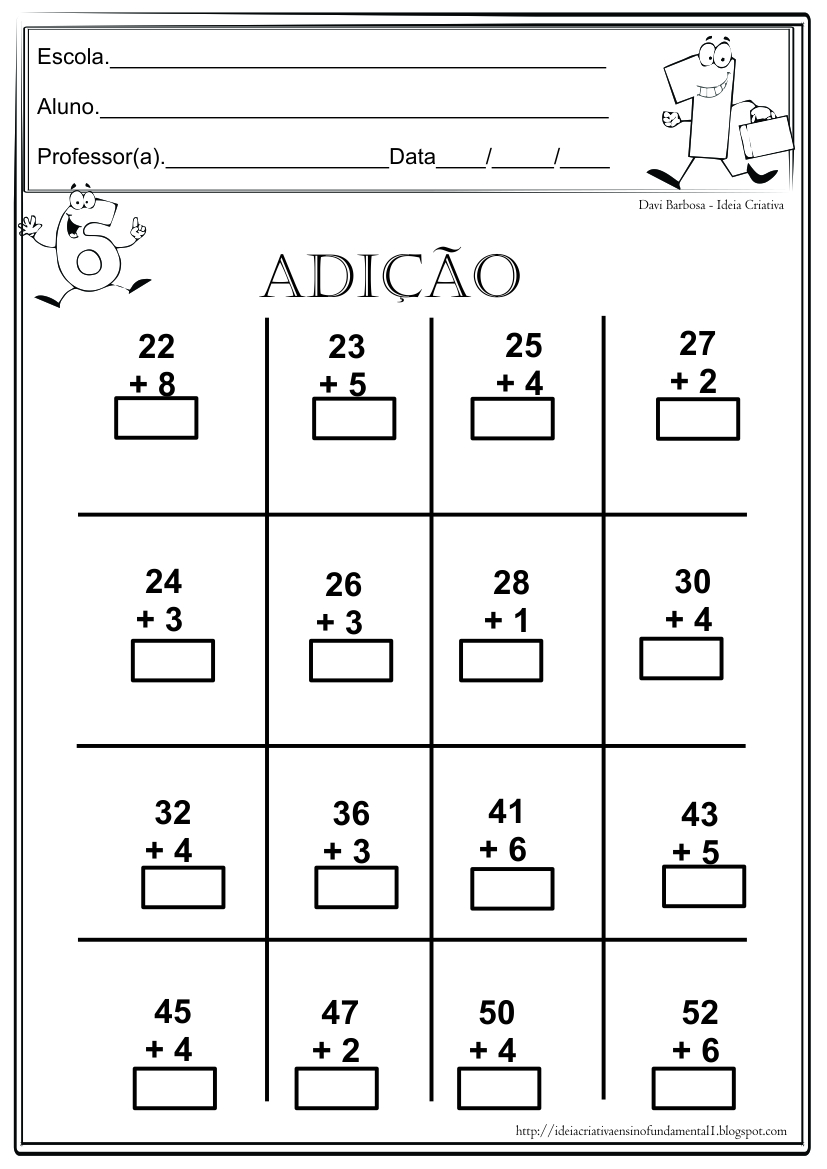 Escola.
Aluno.
Professor(a). Data / /
Davi Barbosa - Ideia Criativa
ADIÇÃO
22 23 25 27
+ 8 + 5 + 4 + 2
24 26 28 30
+ 3 + 3 + 1 + 4
32 36 41 43
+ 4 + 3 + 6 + 5
45 47 50 52
+ 4 + 2 + 4 + 6
http://ideiacriativaensinofundamental1.blogspot.com